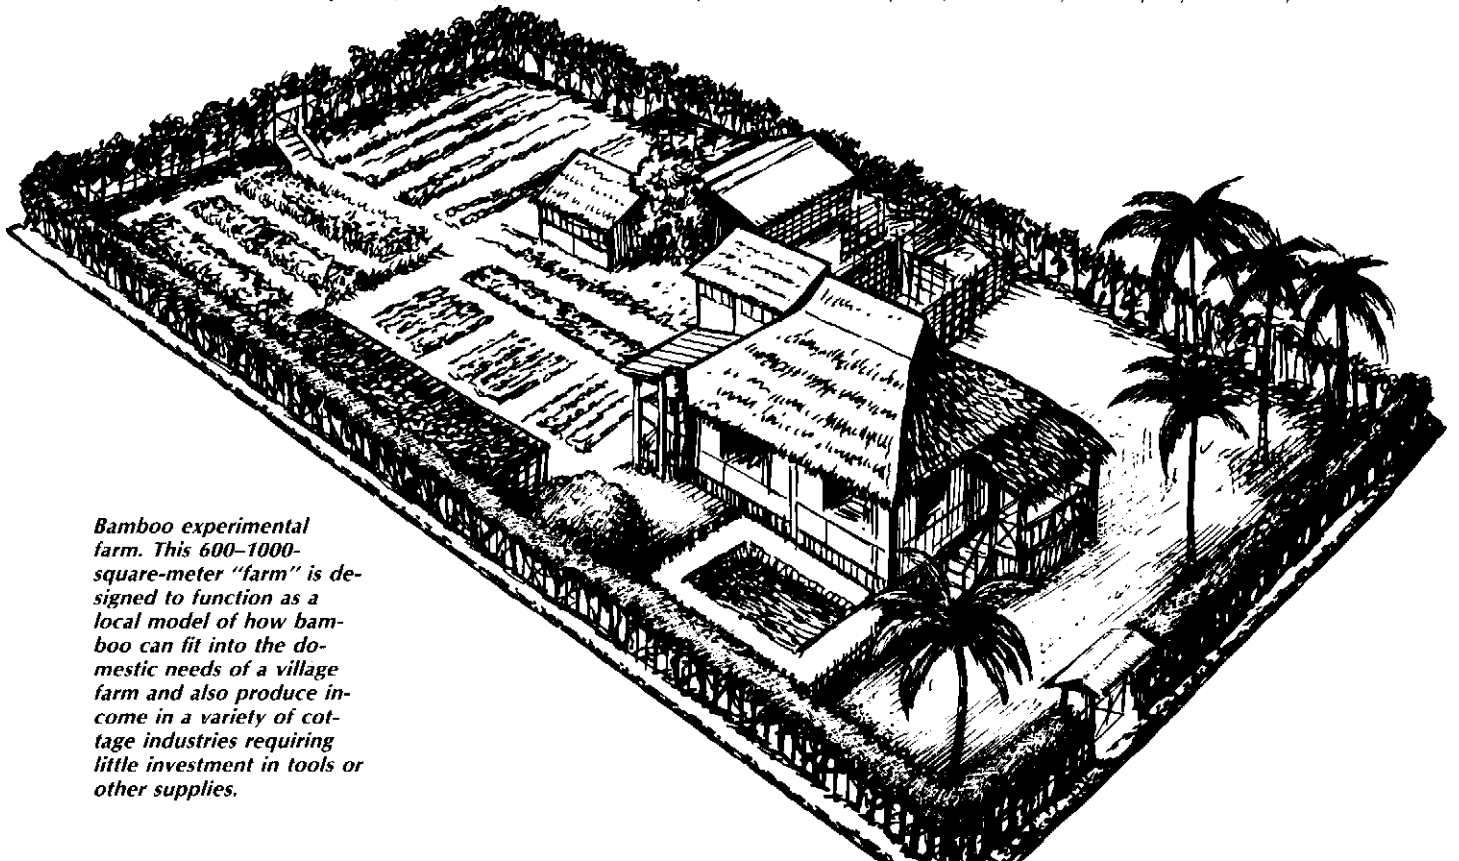 Bamboo experimental
farm. This 600–1000-
square-meter "farm" is de-
signed to function as a
local model of how bam-
boo can fit into the do-
mestic needs of a village
farm and also produce in-
come in a variety of cot-
tage industries requiring
little investment in tools or
other supplies.